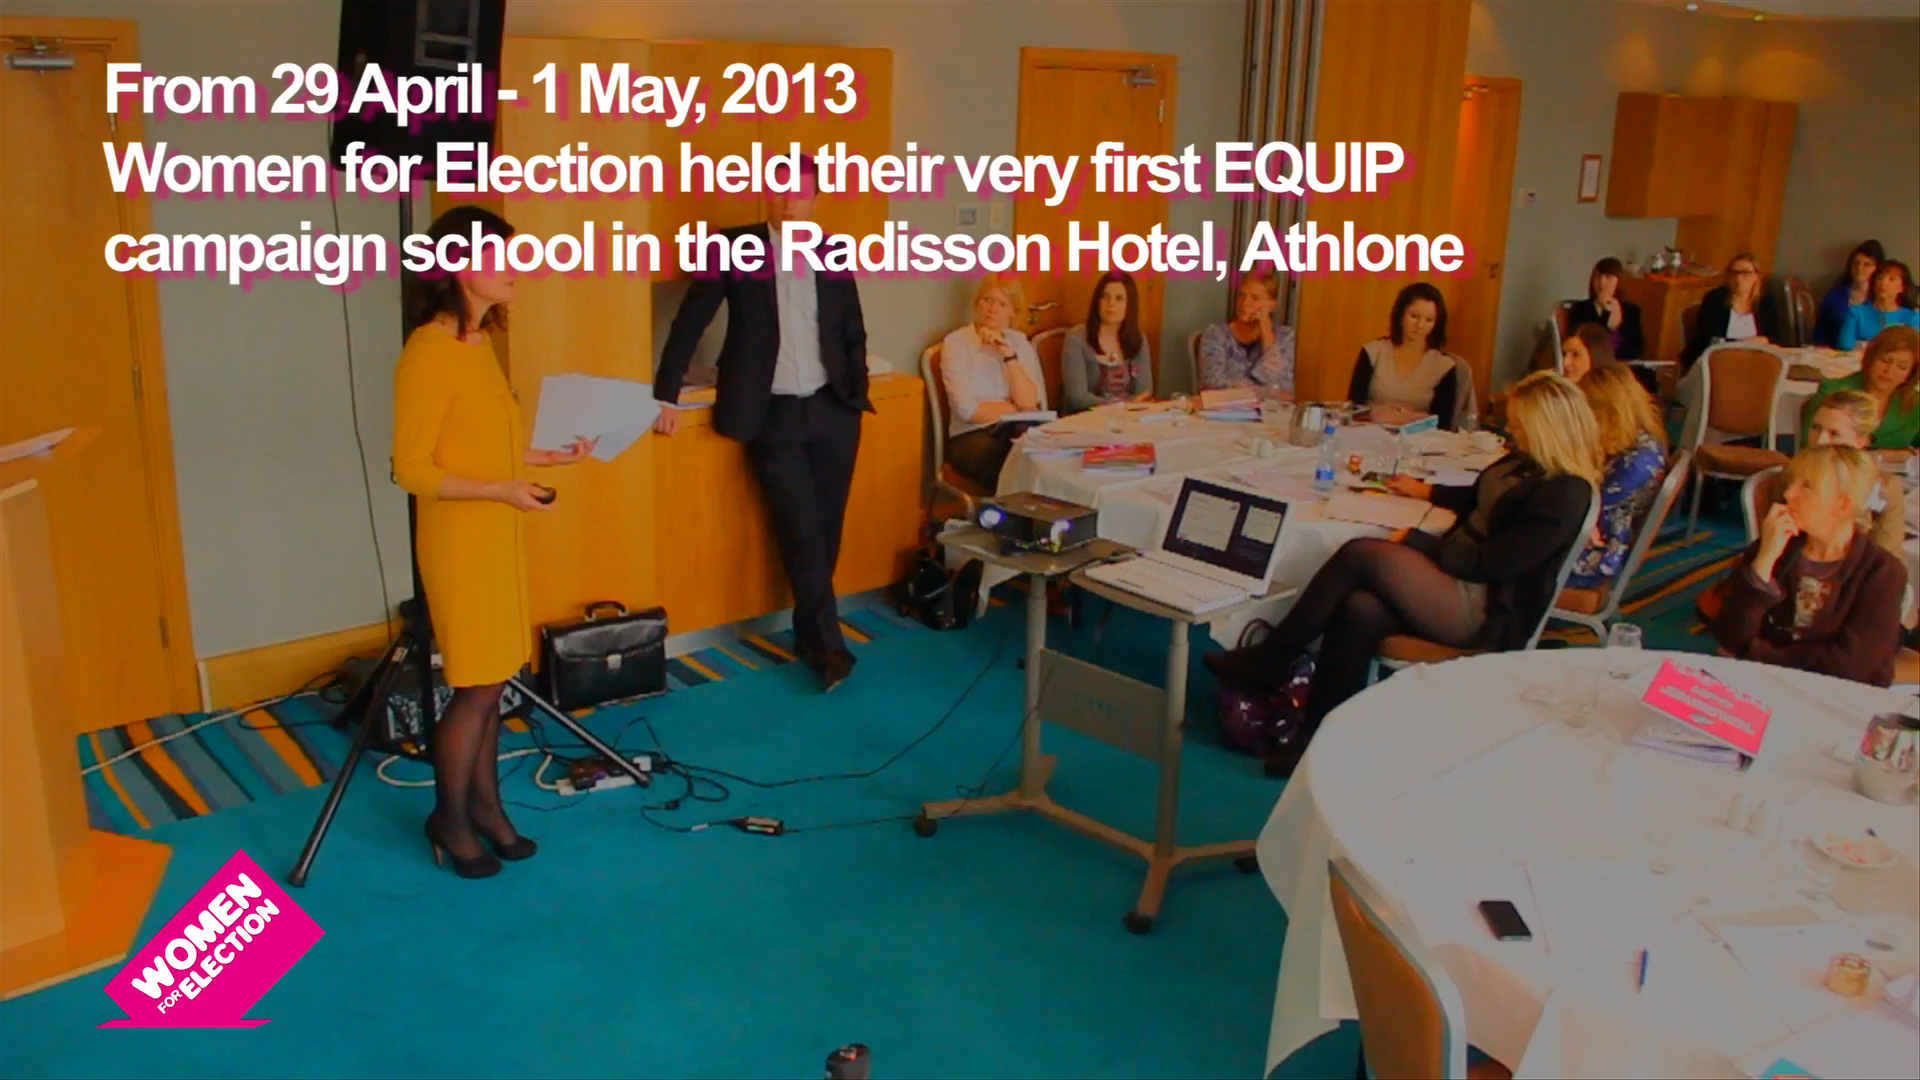 From 29 April - 1 May, 2013
Women for Election held their very first EQUIP
campaign school in the Radisson Hotel, Athlone
WOMEN
FOR ELECTION